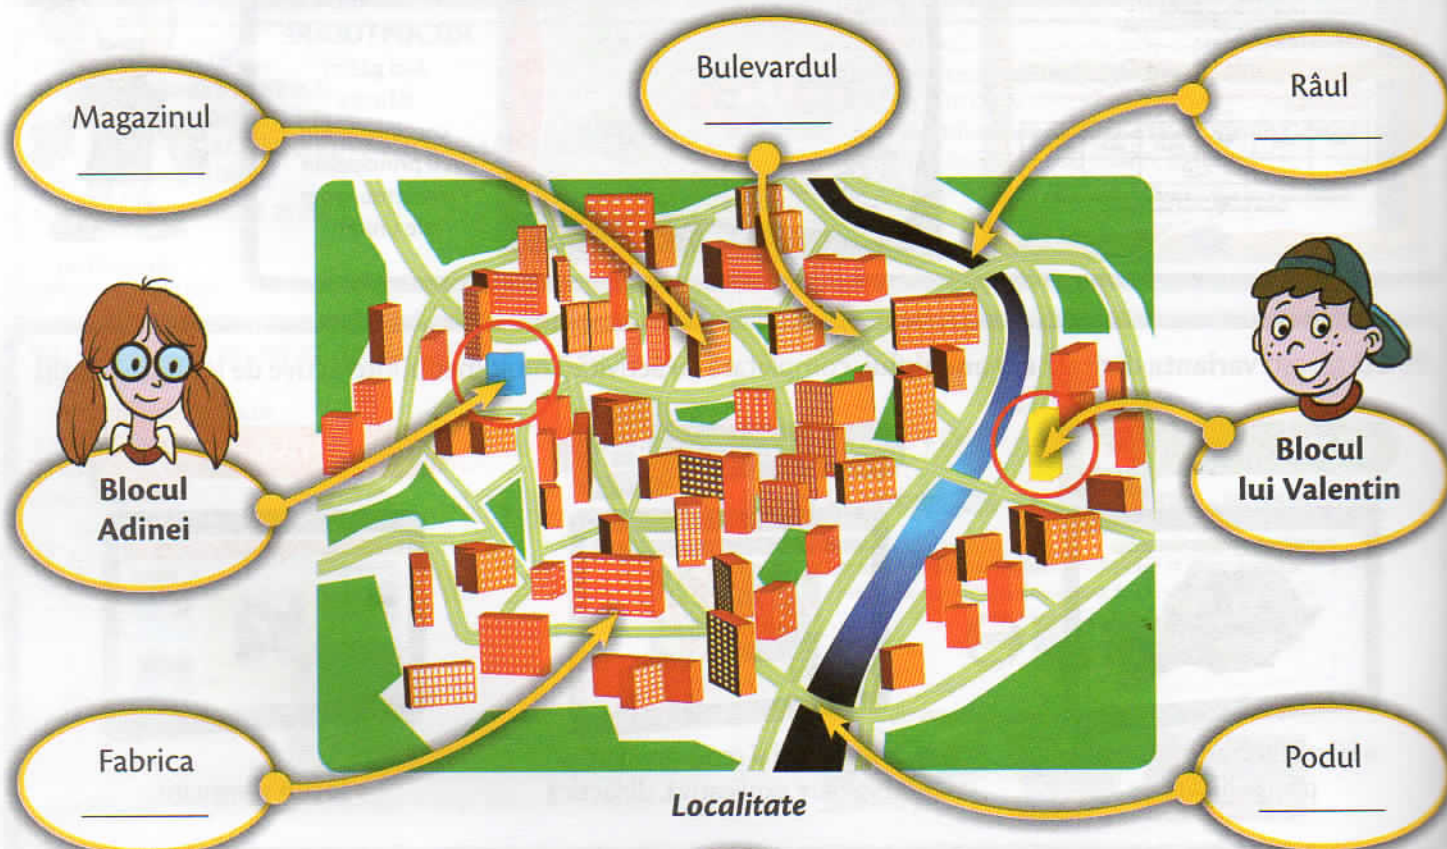 Magazinul
Bulevardul
Râul
Blocul
Adinei
Blocul
lui Valentin
Fabrica
Podul
Localitate